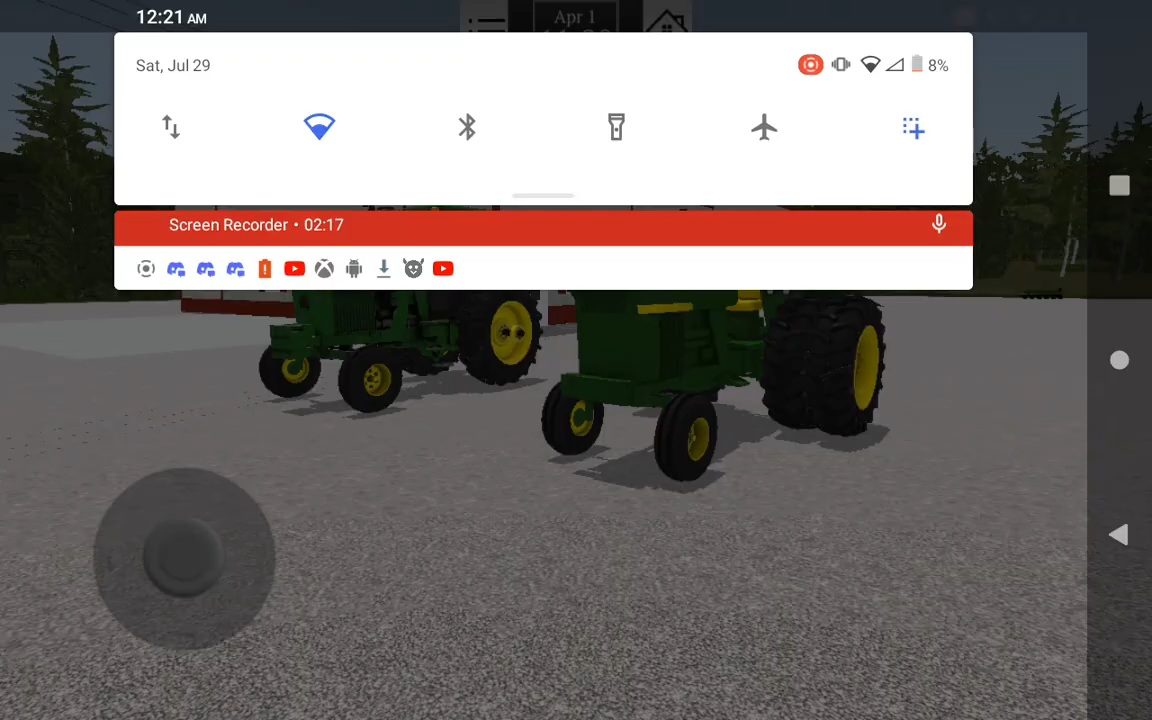 12:21 AM
Apr 1
Sat, Jul 29
8%
Screen Recorder • 02:17